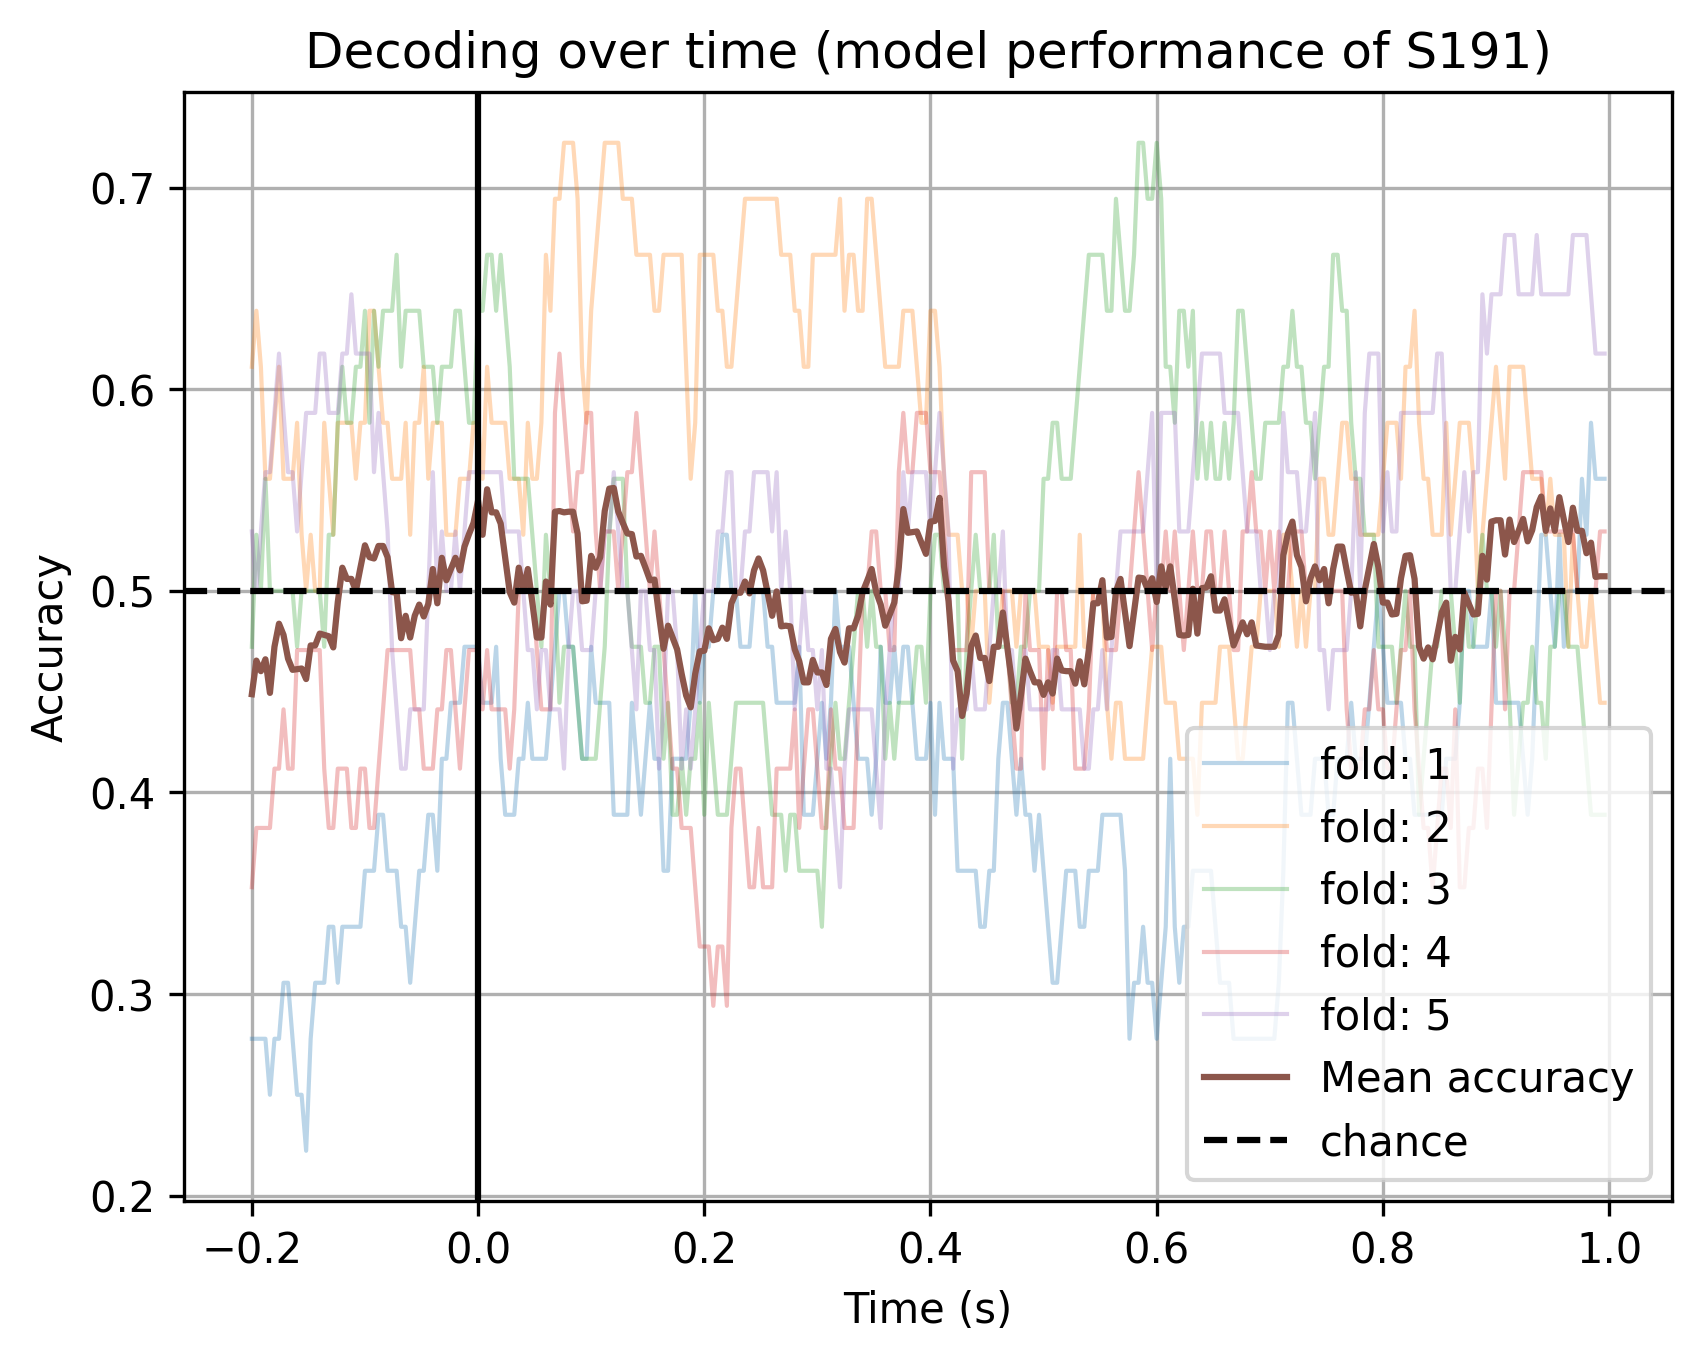 Decoding over time (model performance of S191)
Accuracy
0.7
0.6
0.5
0.4
0.3
0.2
−0.2 0.0 0.2 0.4 0.6 0.8 1.0
Time (s)
fold: 1
fold: 2
fold: 3
fold: 4
fold: 5
Mean accuracy
chance